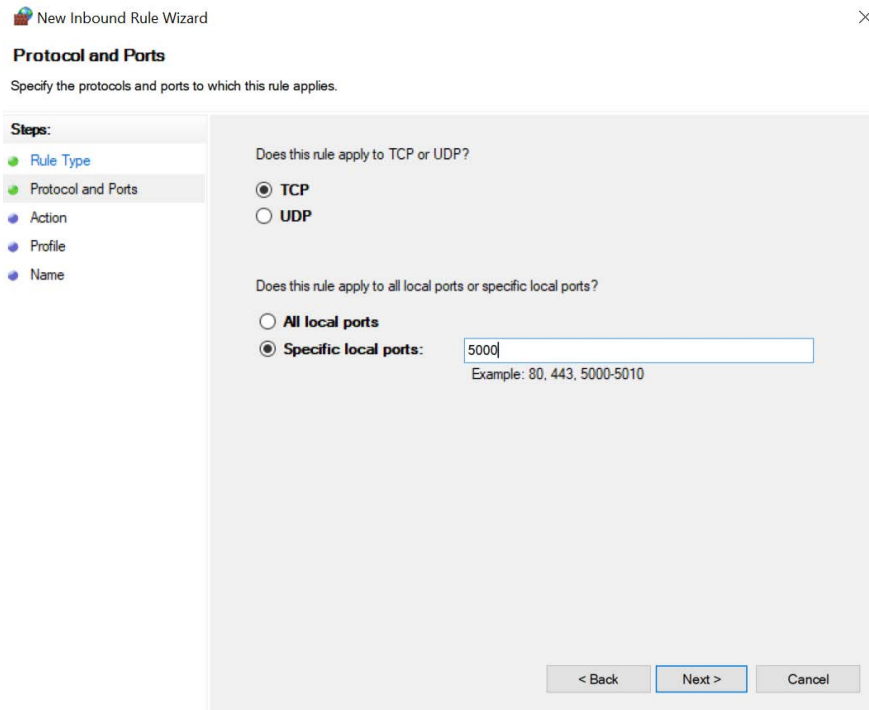 New Inbound Rule Wizard
Protocol and Ports
Specify the protocols and ports to which this rule applies.
Steps:
Rule Type
Protocol and Ports
Action
Profile
Name
Does this rule apply to TCP or UDP?
TCP
UDP
Does this rule apply to all local ports or specific local ports?
All local ports
Specific local ports: 5000
Example: 80, 443, 5000-5010
< Back Next > Cancel